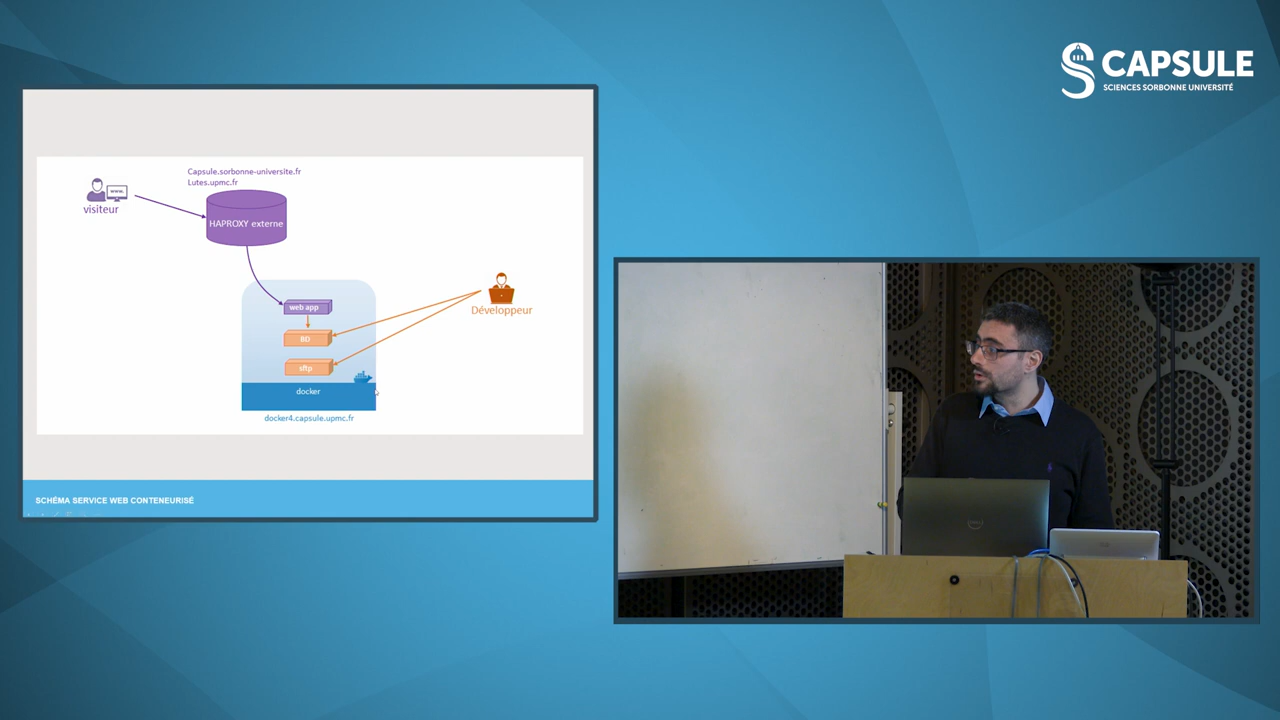 CAPSULE
SCIENCES SORBONNE UNIVERSITÉ
Capsule.sorbonne-universite.fr
Lutes.upmc.fr
www.
visiteur
HAPROXY externe
web app
Développeur
BD
sftp
docker
docker4.capsule.upmc.fr
SCHÉMA SERVICE WEB CONTENEURISÉ
DELL